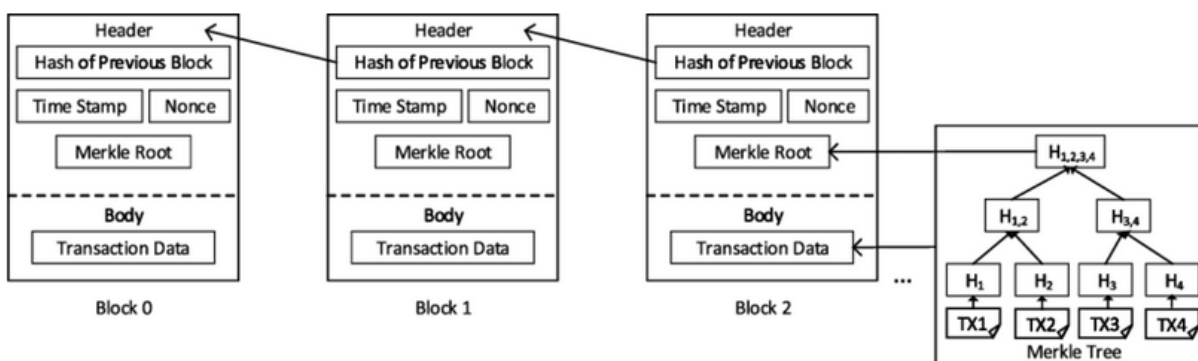 Header
Hash of Previous Block
Time Stamp Nonce
Merkle Root
Body
Transaction Data
Block 0
Header
Hash of Previous Block
Time Stamp Nonce
Merkle Root
Body
Transaction Data
Block 1
Header
Hash of Previous Block
Time Stamp Nonce
Merkle Root
Body
Transaction Data
Block 2
...
H1,2,3,4
H1,2 H3,4
H1 H2 H3 H4
TX1 TX2 TX3 TX4
Merkle Tree